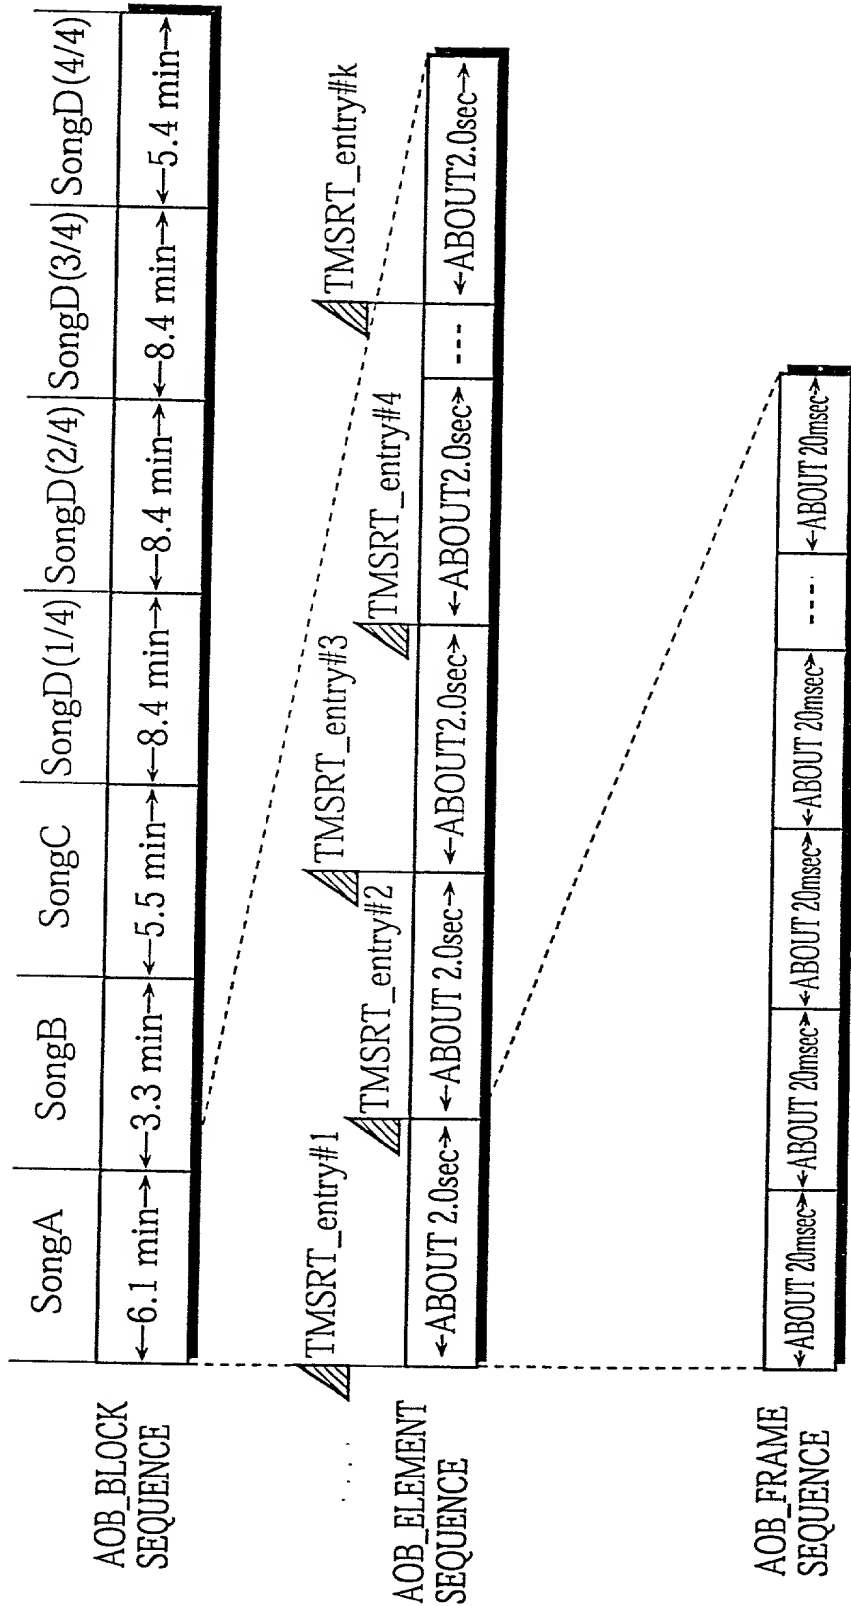 SongA
SongB
SongC
SongD(1/4)
SongD(2/4)
SongD(3/4)
SongD(4/4)
AOB_BLOCK
SEQUENCE
6.1 min
3.3 min
5.5 min
8.4 min
8.4 min
8.4 min
5.4 min
TMSRT_entry#1
TMSRT_entry#2
TMSRT_entry#3
TMSRT_entry#4
TMSRT_entry#k
AOB_ELEMENT
SEQUENCE
ABOUT 2.0sec
ABOUT 2.0sec
ABOUT2.0sec
ABOUT2.0sec
ABOUT2.0sec
AOB_FRAME
SEQUENCE
ABOUT 20msec
ABOUT 20msec
ABOUT 20msec
ABOUT 20msec
ABOUT 20msec